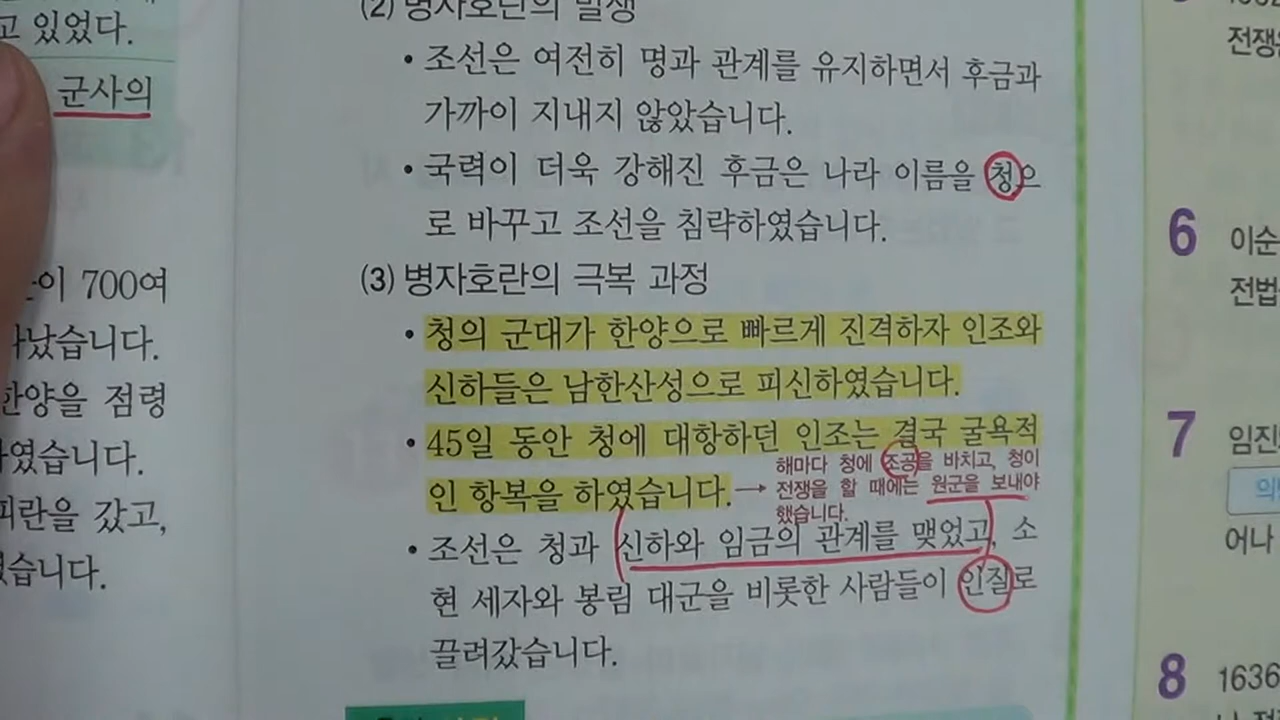 고 있었다.
군사의
이 700여
났습니다.
한양을 점령
였습니다.
피란을 갔고,
습니다.
(2) 병자호란의 발생
• 조선은 여전히 명과 관계를 유지하면서 후금과
가까이 지내지 않았습니다.
• 국력이 더욱 강해진 후금은 나라 이름을 청으
로 바꾸고 조선을 침략하였습니다.
(3) 병자호란의 극복 과정
• 청의 군대가 한양으로 빠르게 진격하자 인조와
신하들은 남한산성으로 피신하였습니다.
• 45일 동안 청에 대항하던 인조는 결국 굴욕적
인 항복을 하였습니다.
→ 해마다 청에 조공을 바치고, 청이
전쟁을 할 때에는 원군을 보내야
했습니다.
• 조선은 청과 신하와 임금의 관계를 맺었고, 소
현 세자와 봉림 대군을 비롯한 사람들이 인질로
끌려갔습니다.
전쟁
6 이순
전법
7 임진
의
어나
8 1636